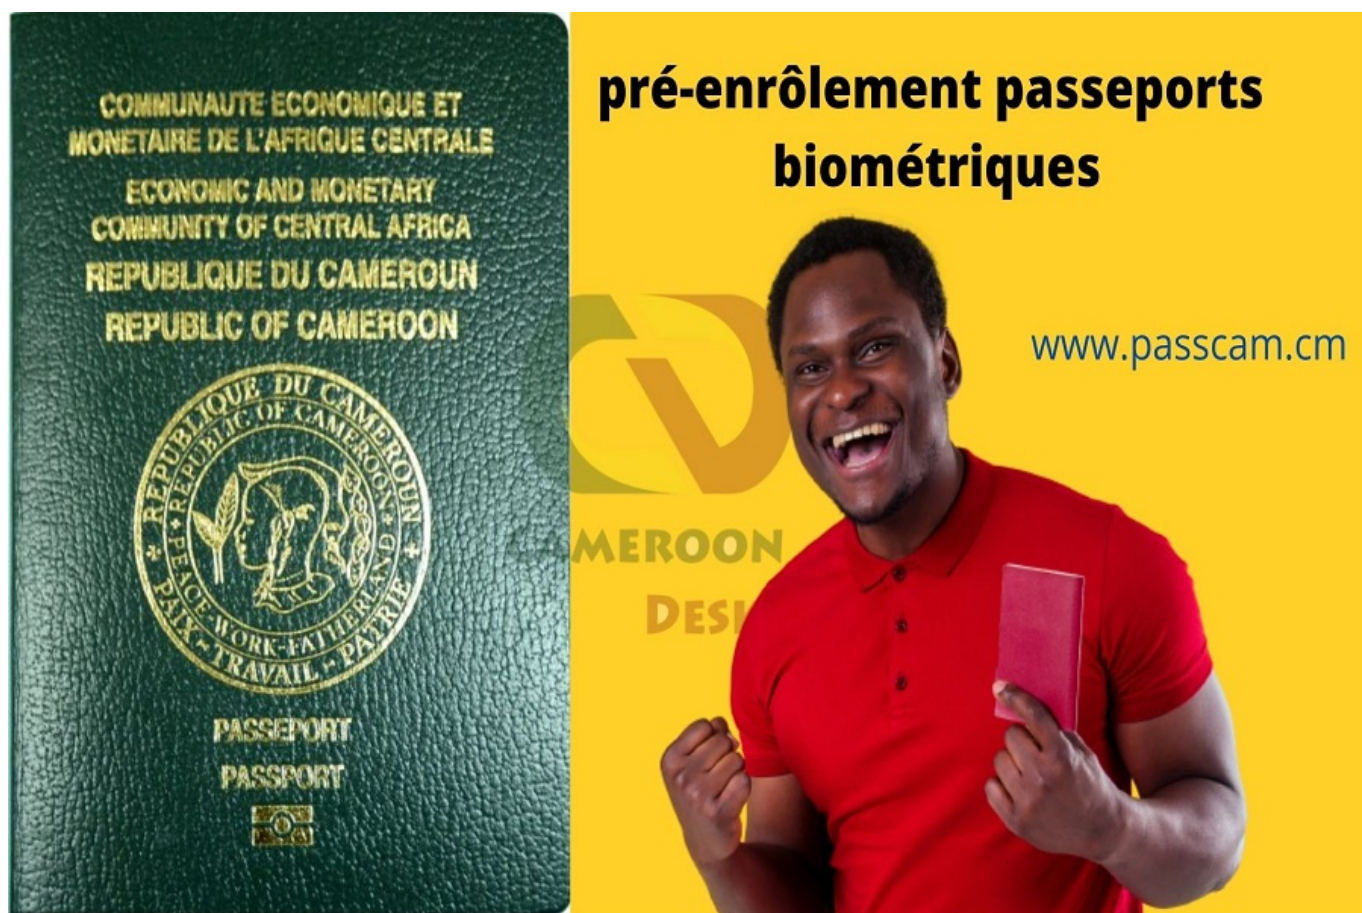 COMMUNAUTE ECONOMIQUE ET
MONETAIRE DE L'AFRIQUE CENTRALE
ECONOMIC AND MONETARY
COMMUNITY OF CENTRAL AFRICA
REPUBLIQUE DU CAMEROUN
REPUBLIC OF CAMEROON
REPUBLIQUE DU CAMEROUN
REPUBLIC OF CAMEROON
PEACE-WORK-FATHERLAND
PAIX-TRAVAIL-PATRIE
PASSEPORT
PASSPORT
pré-enrôlement passeports
biométriques
www.passcam.cm
MEROON
DESI